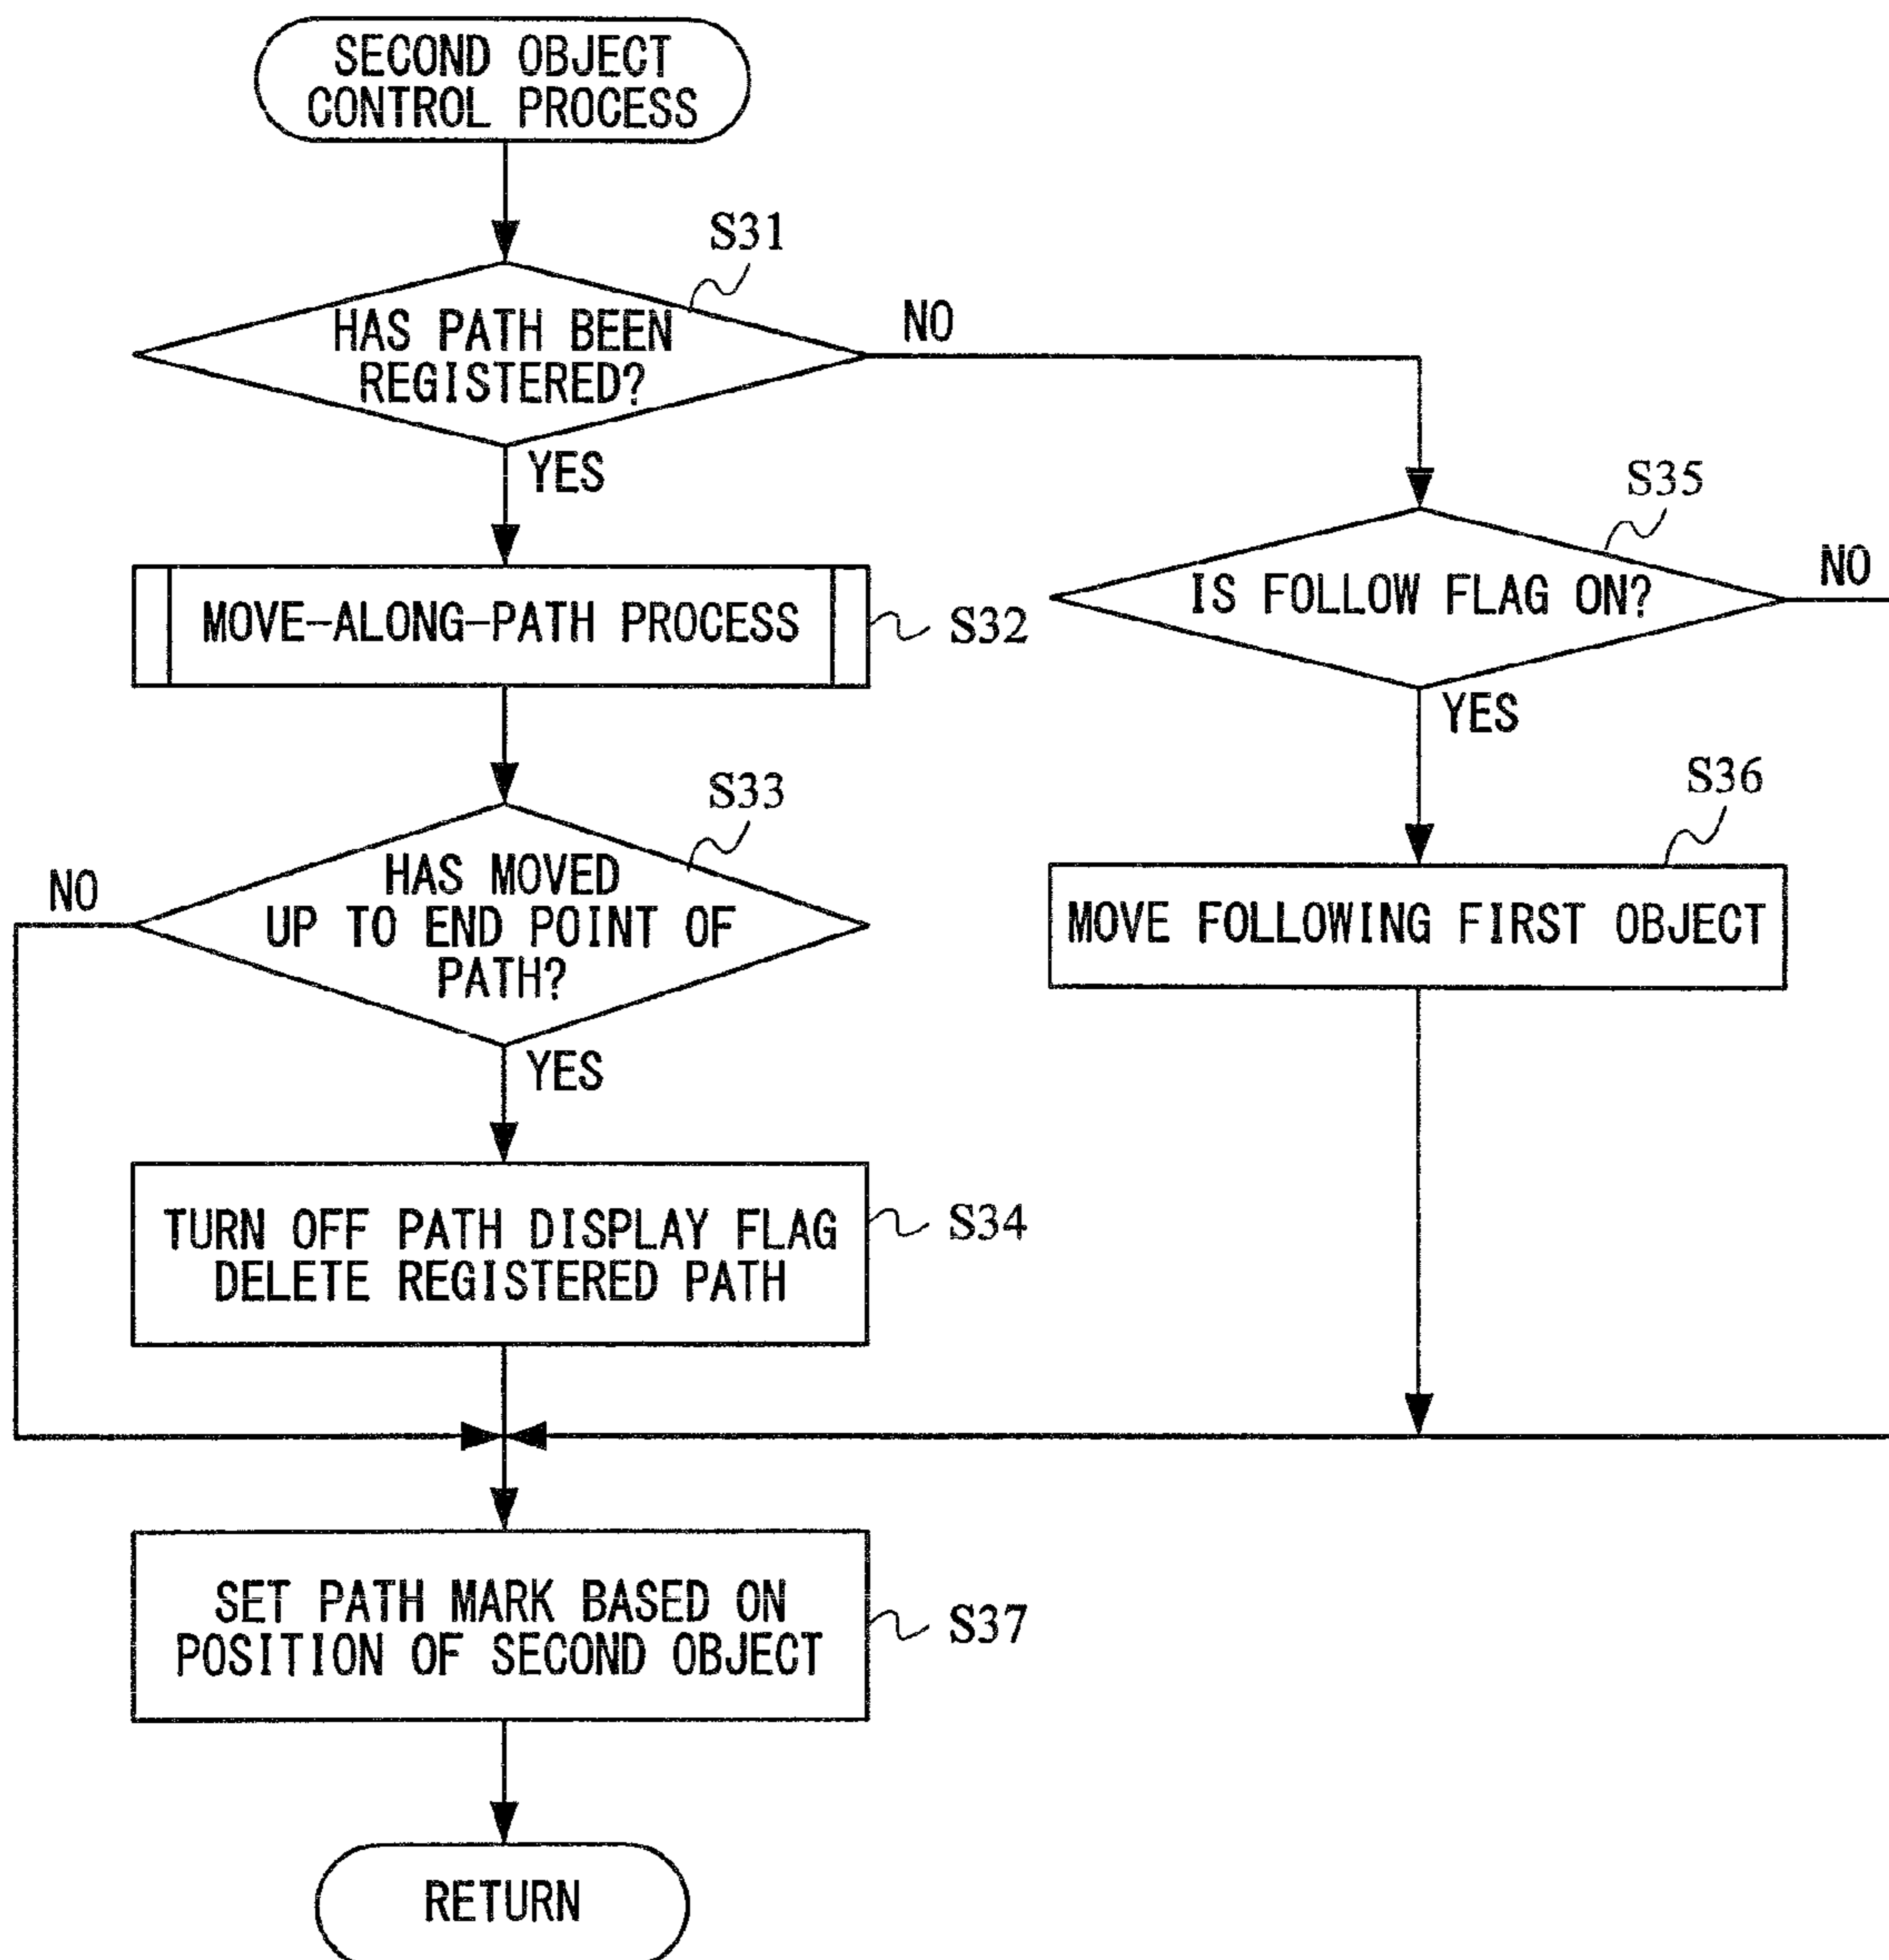 SECOND OBJECT
CONTROL PROCESS
S31
HAS PATH BEEN
REGISTERED?
NO
YES
S35
IS FOLLOW FLAG ON?
NO
YES
MOVE-ALONG-PATH PROCESS
S32
S33
HAS MOVED
UP TO END POINT OF
PATH?
NO
YES
S36
MOVE FOLLOWING FIRST OBJECT
TURN OFF PATH DISPLAY FLAG
DELETE REGISTERED PATH
S34
SET PATH MARK BASED ON
POSITION OF SECOND OBJECT
S37
RETURN